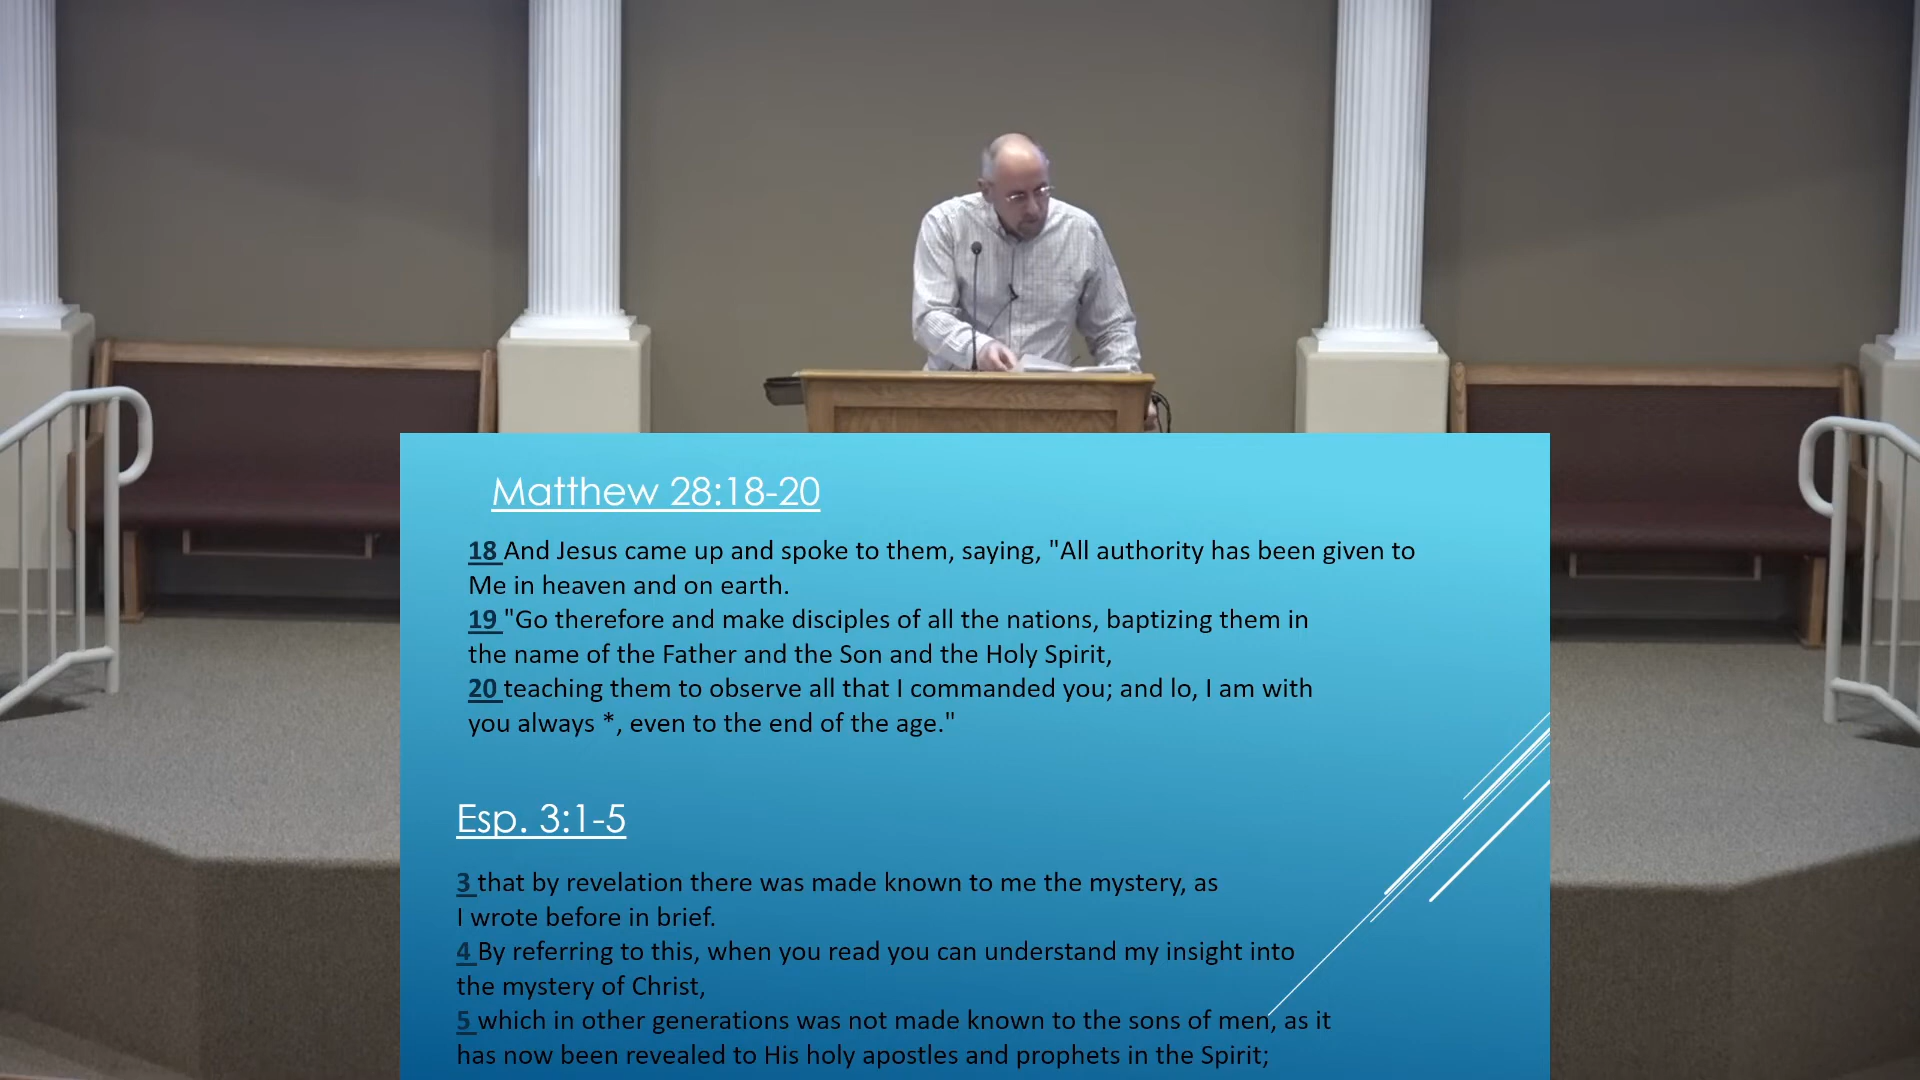 Matthew 28:18-20
18 And Jesus came up and spoke to them, saying, "All authority has been given to
Me in heaven and on earth.
19 "Go therefore and make disciples of all the nations, baptizing them in
the name of the Father and the Son and the Holy Spirit,
20 teaching them to observe all that I commanded you; and lo, I am with
you always *, even to the end of the age."
Esp. 3:1-5
3 that by revelation there was made known to me the mystery, as
I wrote before in brief.
4 By referring to this, when you read you can understand my insight into
the mystery of Christ,
5 which in other generations was not made known to the sons of men, as it
has now been revealed to His holy apostles and prophets in the Spirit;